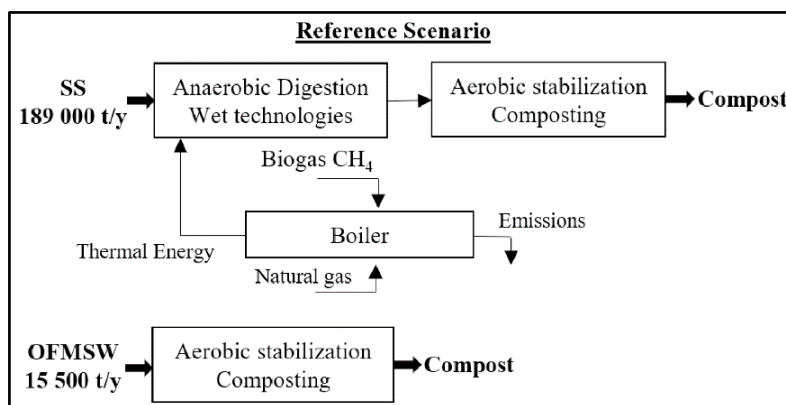 Reference Scenario
SS
189 000 t/y
Anaerobic Digestion
Wet technologies
Aerobic stabilization
Composting
Compost
Biogas CH₄
Boiler
Emissions
Thermal Energy
Natural gas
OFMSW
15 500 t/y
Aerobic stabilization
Composting
Compost